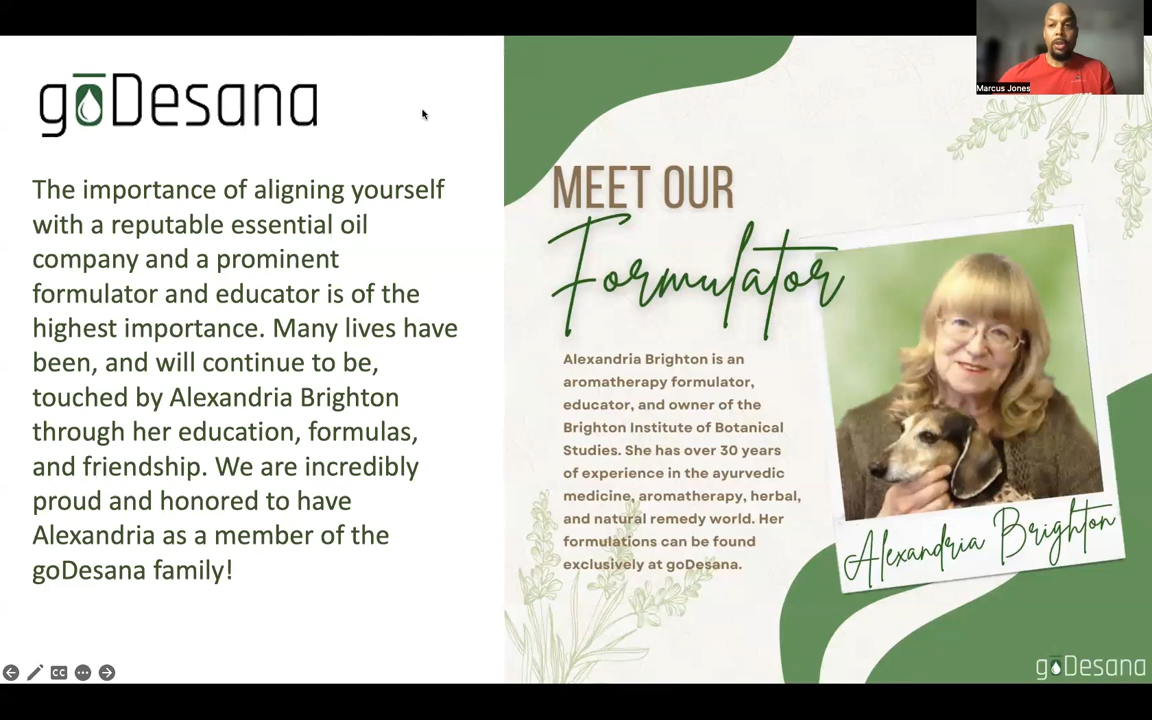 gōDesana
The importance of aligning yourself
with a reputable essential oil
company and a prominent
formulator and educator is of the
highest importance. Many lives have
been, and will continue to be,
touched by Alexandria Brighton
through her education, formulas,
and friendship. We are incredibly
proud and honored to have
Alexandria as a member of the
goDesana family!
MEET OUR
Formulator
Alexandria Brighton is an
aromatherapy formulator,
educator, and owner of the
Brighton Institute of Botanical
Studies. She has over 30 years
of experience in the ayurvedic
medicine, aromatherapy, herbal,
and natural remedy world. Her
formulations can be found
exclusively at goDesana.
Alexandria Brighton
gōDesana
Marcus Jones
CC